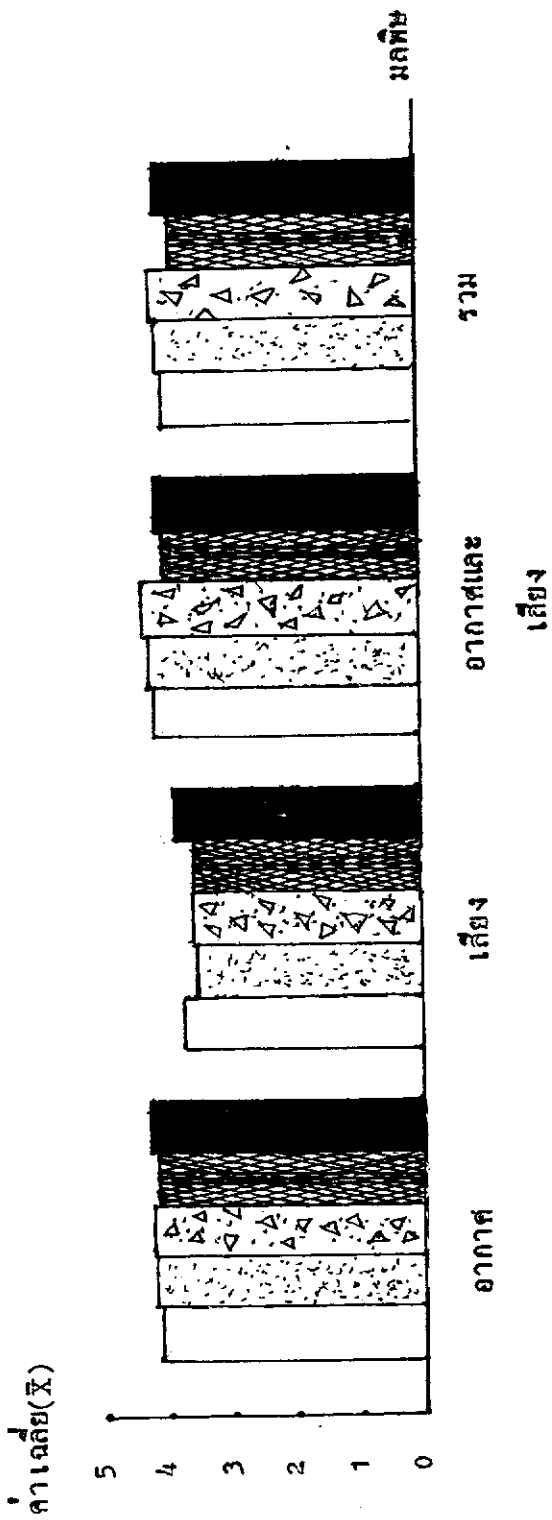 ค่าเฉลี่ย(X̄)
5
4
3
2
1
0
อากาศ
เสียง
อากาศและ
เสียง
รวม
มลพิษ